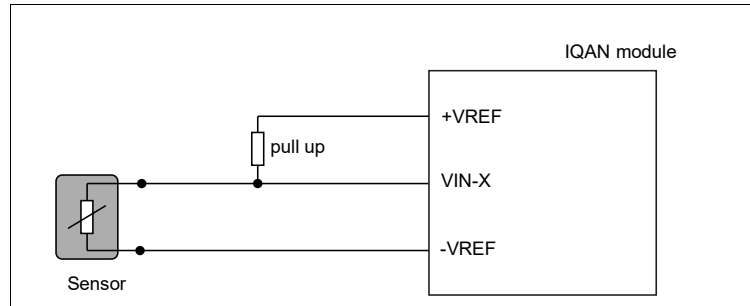 IQAN module
+VREF
pull up
VIN-X
-VREF
Sensor